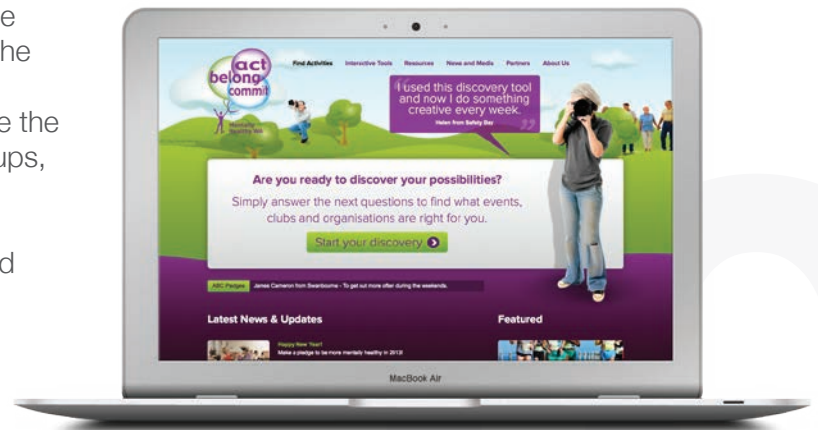 e
he
e the
ups,
d
act
belong
commit
Mentally
Healthy WA
Find Activities Interactive Tools Resources News and Media Partners About Us
“I used this discovery tool
and now I do something
creative every week.”
Helen from Safety Bay
Are you ready to discover your possibilities?
Simply answer the next questions to find what events,
clubs and organisations are right for you.
Start your discovery
ABC Pledges James Cameron from Swanbourne - To get out more often during the weekends.
Latest News & Updates Featured
Happy New Year!
Make a pledge to be more mentally healthy in 2013!
MacBook Air